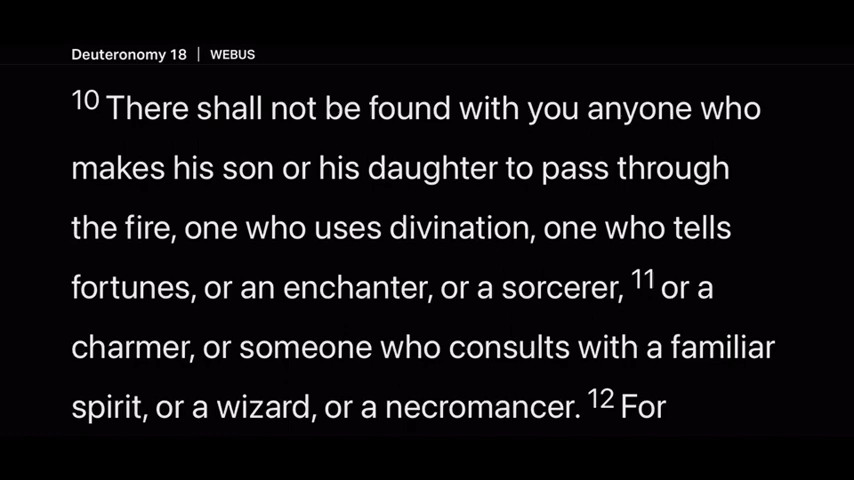 Deuteronomy 18 | WEBUS
10 There shall not be found with you anyone who
makes his son or his daughter to pass through
the fire, one who uses divination, one who tells
fortunes, or an enchanter, or a sorcerer, 11 or a
charmer, or someone who consults with a familiar
spirit, or a wizard, or a necromancer. 12 For